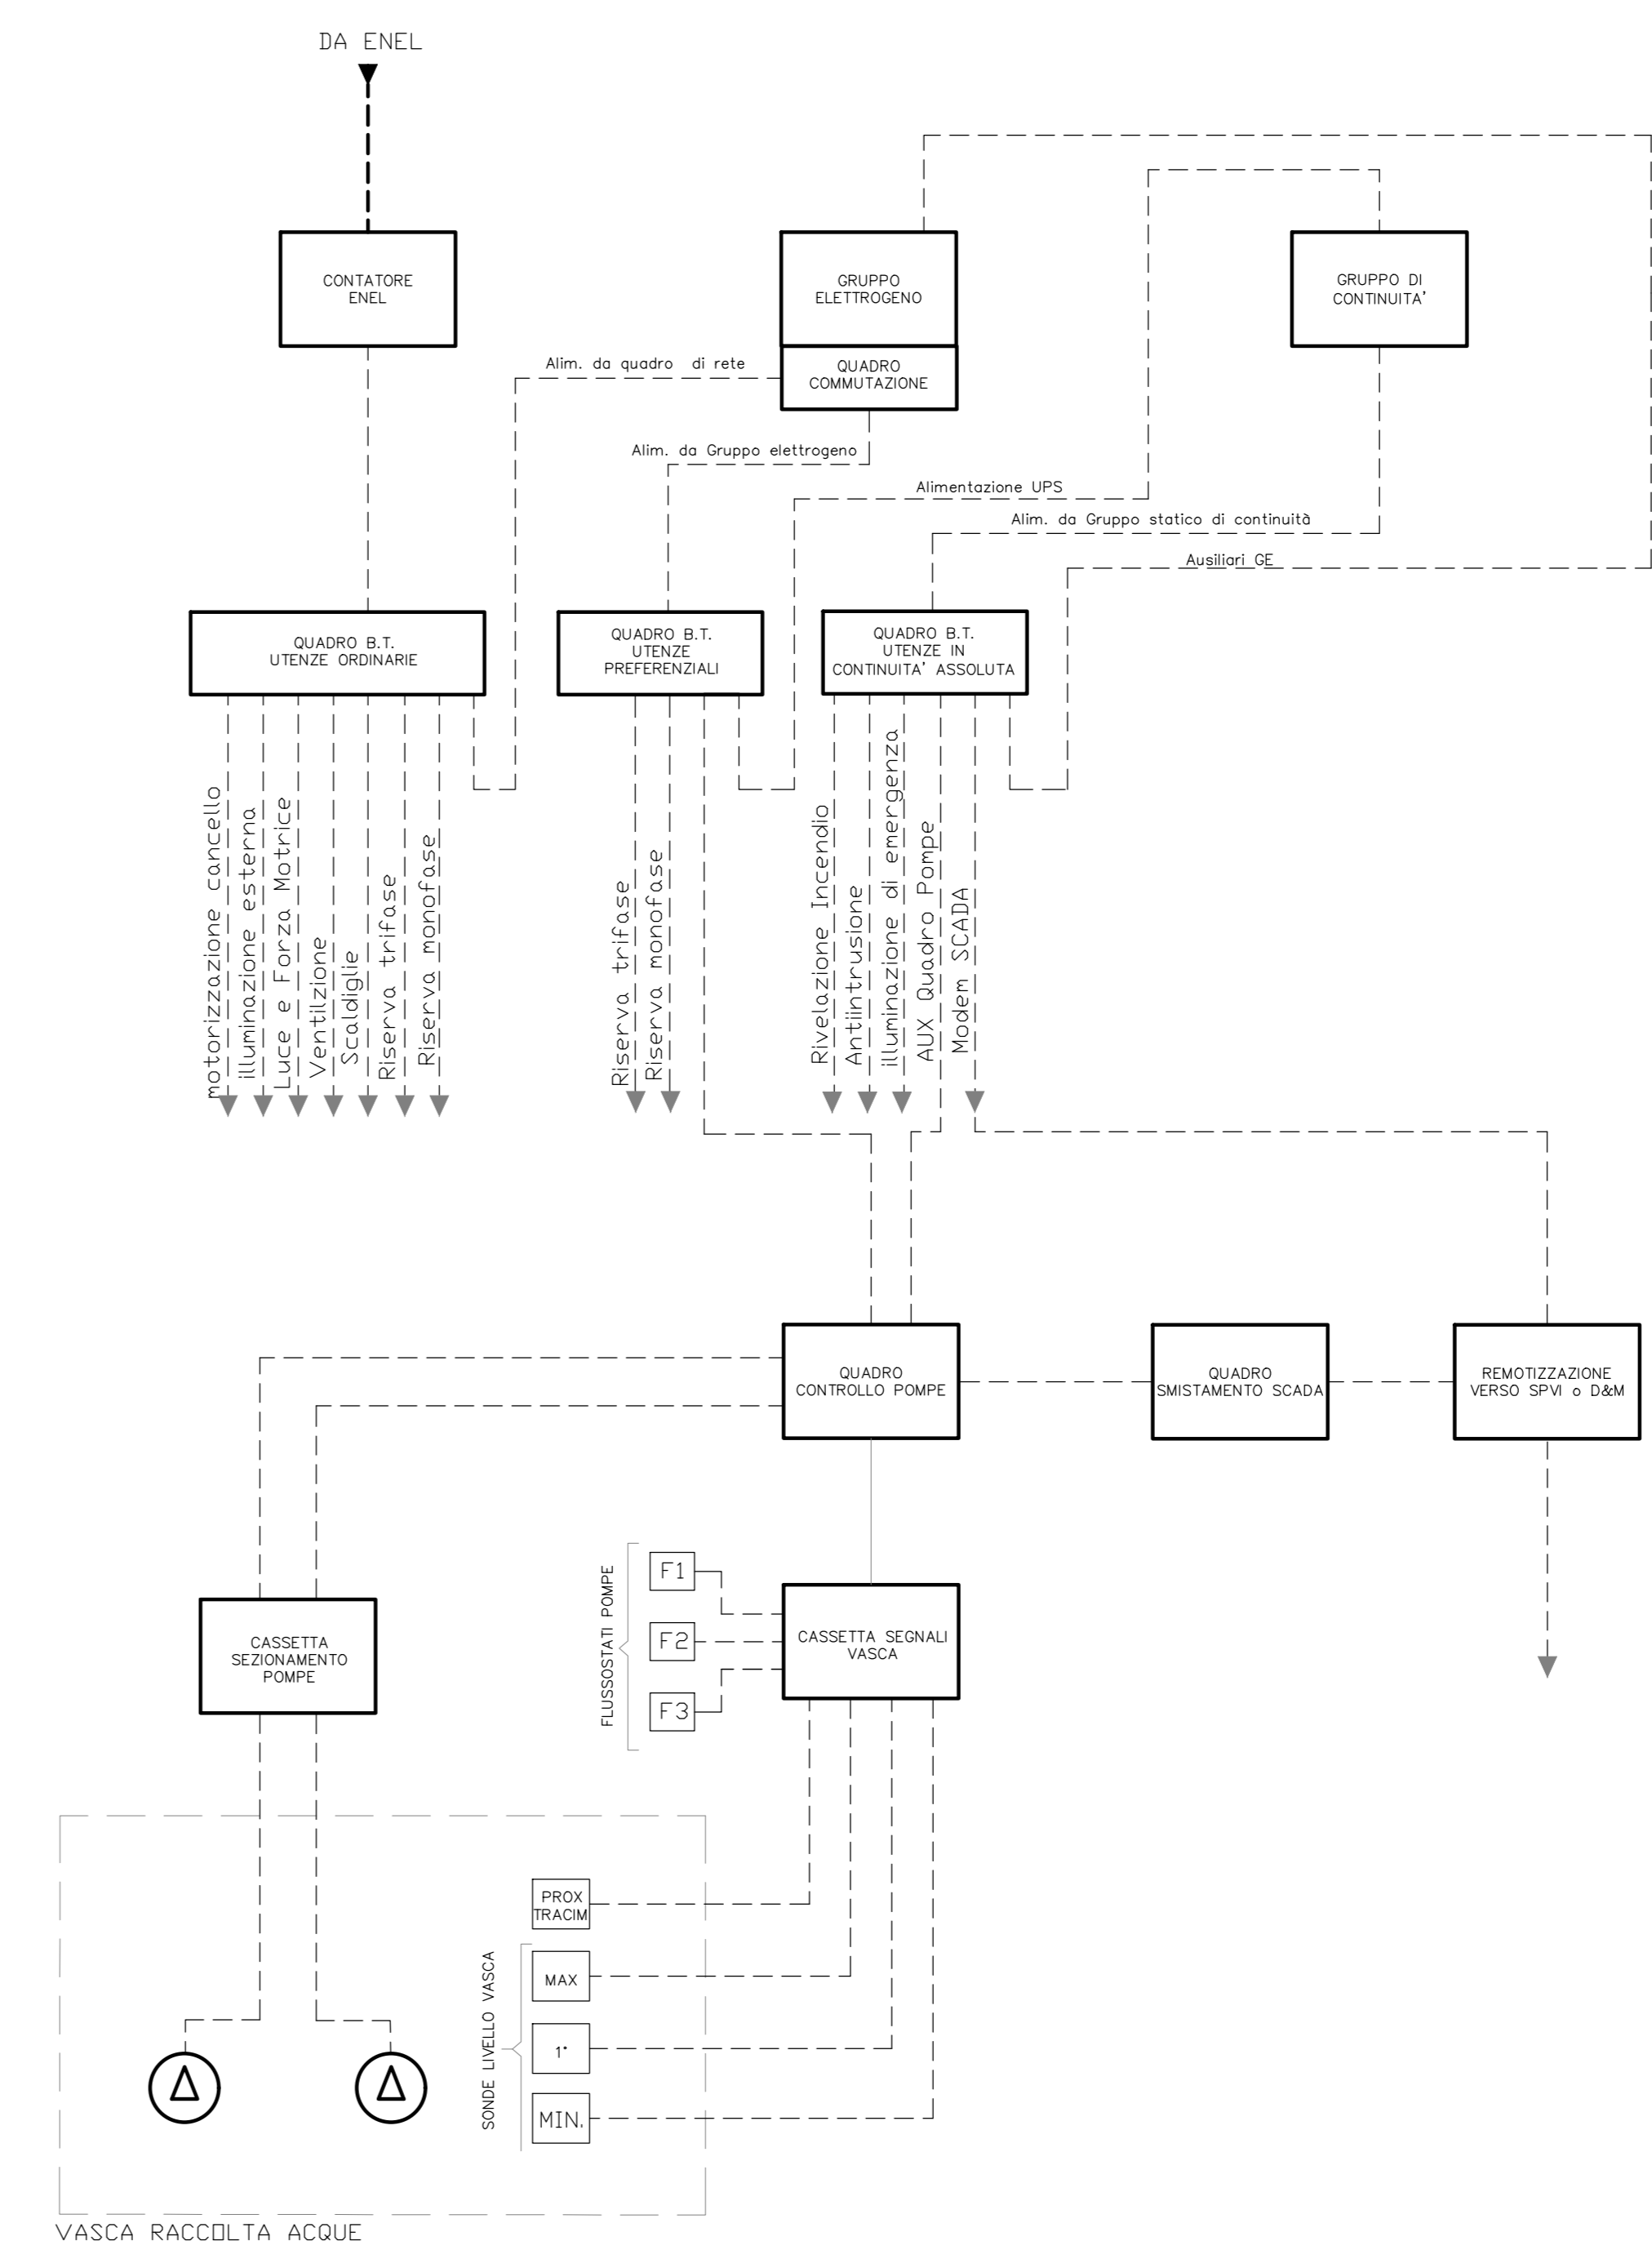 DA ENEL
CONTATORE
ENEL
GRUPPO
ELETTROGENO
GRUPPO DI
CONTINUITA'
QUADRO
COMMUTAZIONE
Alim. da quadro di rete
Alim. da Gruppo elettrogeno
Alimentazione UPS
Alim. da Gruppo statico di continuità
Ausiliari GE
QUADRO B.T.
UTENZE ORDINARIE
QUADRO B.T.
UTENZE
PREFERENZIALI
QUADRO B.T.
UTENZE IN
CONTINUITA' ASSOLUTA
motorizzazione cancello
illuminazione esterna
Luce e Forza Motrice
Ventilzione
Scaldiglie
Riserva trifase
Riserva monofase
Riserva trifase
Riserva monofase
Rivelazione Incendio
Antiintrusione
illuminazione di emergenza
AUX Quadro Pompe
Modem SCADA
QUADRO
CONTROLLO POMPE
QUADRO
SMISTAMENTO SCADA
REMOTIZZAZIONE
VERSO SPVI o D&M
FLUSSOSTATI POMPE
F1
F2
F3
CASSETTA SEGNALI
VASCA
CASSETTA
SEZIONAMENTO
POMPE
PROX
TRACIM
SONDE LIVELLO VASCA
MAX
1°
MIN.
VASCA RACCOLTA ACQUE